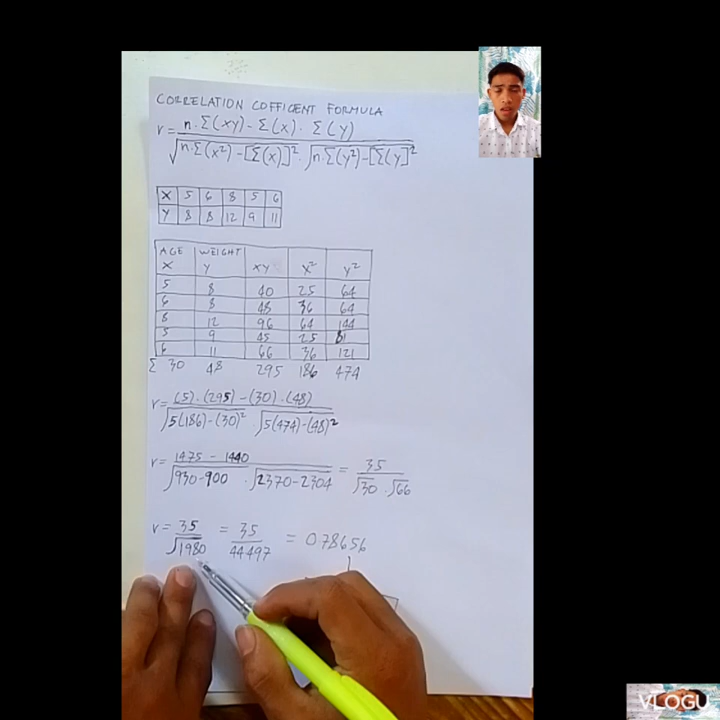 CORRELATION COFFICENT FORMULA
r = n·Σ(XY) - Σ(X) · Σ(Y)
√n·Σ(X²) - [Σ(X)]² · √n·Σ(Y²) - [Σ(Y]²
X 5 6 8 5 6
Y 8 8 12 9 11
AGE WEIGHT
X Y XY X² Y²
5 8 40 25 64
6 8 48 36 64
8 12 96 64 144
5 9 45 25 81
6 11 66 36 121
Σ 30 48 295 186 474
r = (5)·(295) - (30)·(48)
√5(186) - (30)² · √5(474) - (48)²
r = 1475 - 1440 = 35
√930-900 · √2370-2304 √30 · √66
r = 35 = 35 = 0.78656
√1980 44497
VLOGU